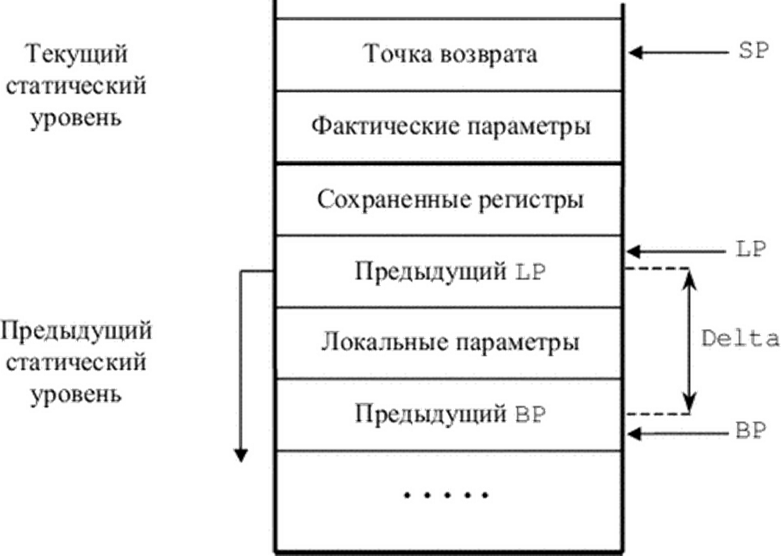 Текущий
статический
уровень
Точка возврата
SP
Фактические параметры
Сохраненные регистры
LP
Предыдущий LP
Предыдущий
статический
уровень
Локальные параметры
Delta
Предыдущий BP
BP
.....